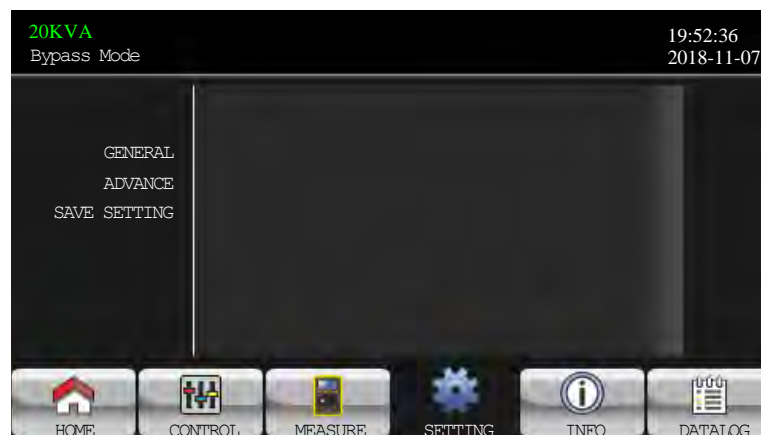 20KVA
Bypass Mode
19:52:36
2018-11-07
GENERAL
ADVANCE
SAVE SETTING
HOME
CONTROL
MEASURE
SETTING
INFO
DATALOG